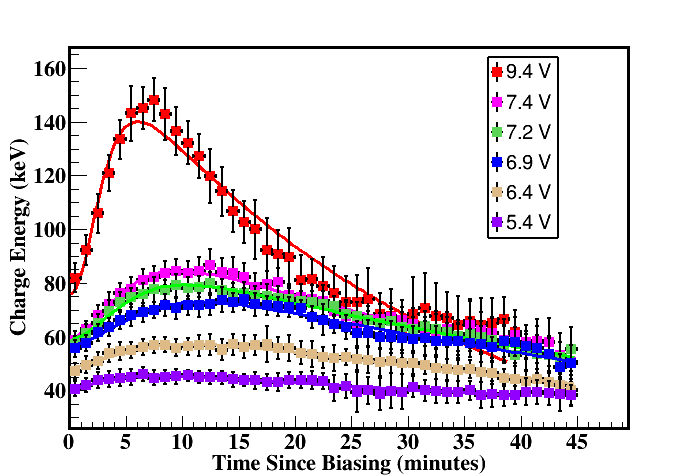 160
140
120
100
80
60
40
Charge Energy (keV)
9.4 V
7.4 V
7.2 V
6.9 V
6.4 V
5.4 V
0 5 10 15 20 25 30 35 40 45
Time Since Biasing (minutes)